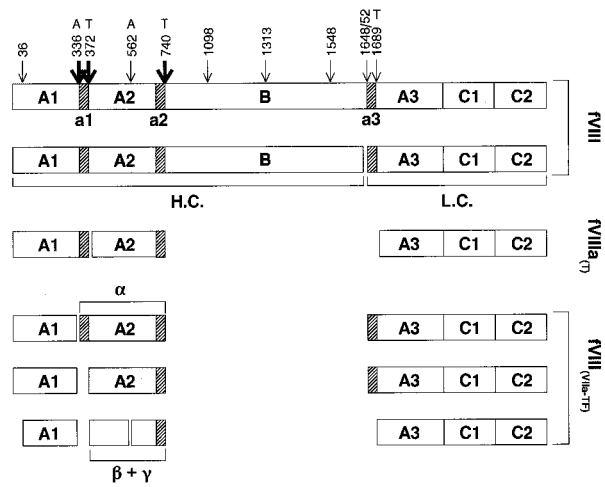 A T A T T
36 336 372 562 740 1098 1313 1548 1648/52 1689
A1 A2 B A3 C1 C2
a1 a2 a3
fVIII
A1 A2 B A3 C1 C2
H.C. L.C.
A1 A2 A3 C1 C2
fVIIIa(T)
α
A1 A2 A3 C1 C2
A1 A2 A3 C1 C2
fVIII(VIIa-TF)
A1 A3 C1 C2
β + γ